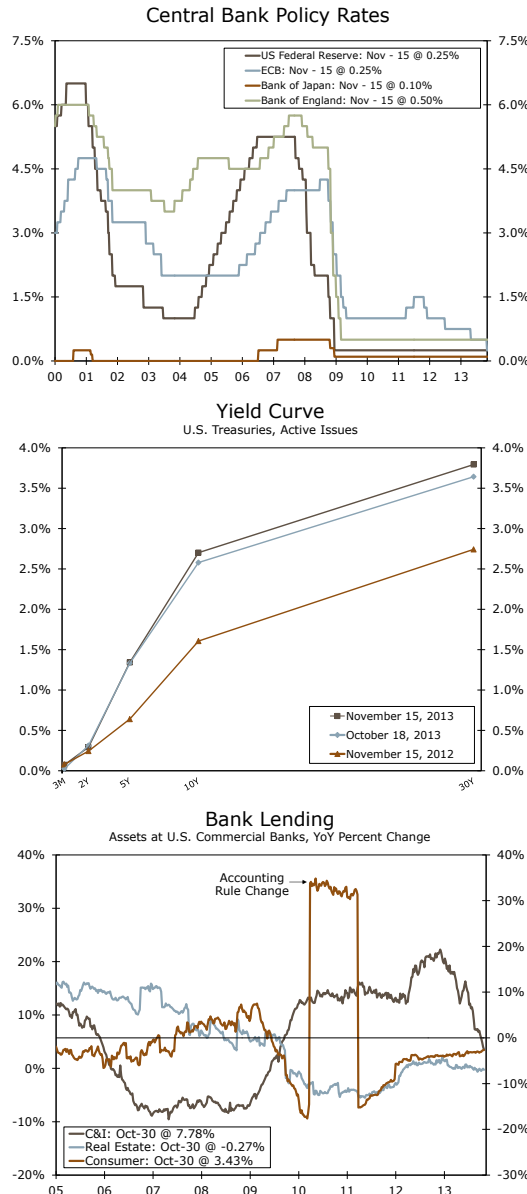 Central Bank Policy Rates
7.5% 7.5%
US Federal Reserve: Nov - 15 @ 0.25%
ECB: Nov - 15 @ 0.25%
Bank of Japan: Nov - 15 @ 0.10%
Bank of England: Nov - 15 @ 0.50%
6.0% 6.0%
4.5% 4.5%
3.0% 3.0%
1.5% 1.5%
0.0% 0.0%
00 01 02 03 04 05 06 07 08 09 10 11 12 13
Yield Curve
U.S. Treasuries, Active Issues
4.0% 4.0%
3.5% 3.5%
3.0% 3.0%
2.5% 2.5%
2.0% 2.0%
1.5% 1.5%
1.0% 1.0%
November 15, 2013
October 18, 2013
November 15, 2012
0.5% 0.5%
0.0% 0.0%
3M 2Y 5Y 10Y 30Y
Bank Lending
Assets at U.S. Commercial Banks, YoY Percent Change
40% 40%
Accounting
Rule Change
30% 30%
20% 20%
10% 10%
0% 0%
-10% -10%
-20% -20%
-30%
C&I: Oct-30 @ 7.78%
Real Estate: Oct-30 @ -0.27%
Consumer: Oct-30 @ 3.43%
05 06 07 08 09 10 11 12 13